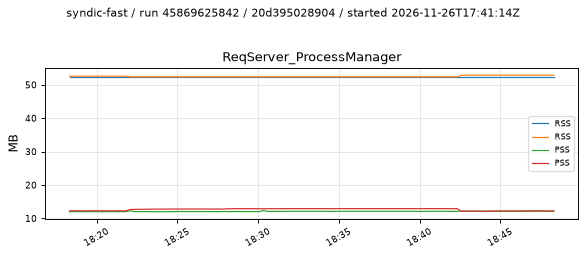 syndic-fast / run 45869625842 / 20d395028904 / started 2026-11-26T17:41:14Z
ReqServer_ProcessManager
MB
50
40
30
20
10
RSS
RSS
PSS
PSS
18:20
18:25
18:30
18:35
18:40
18:45